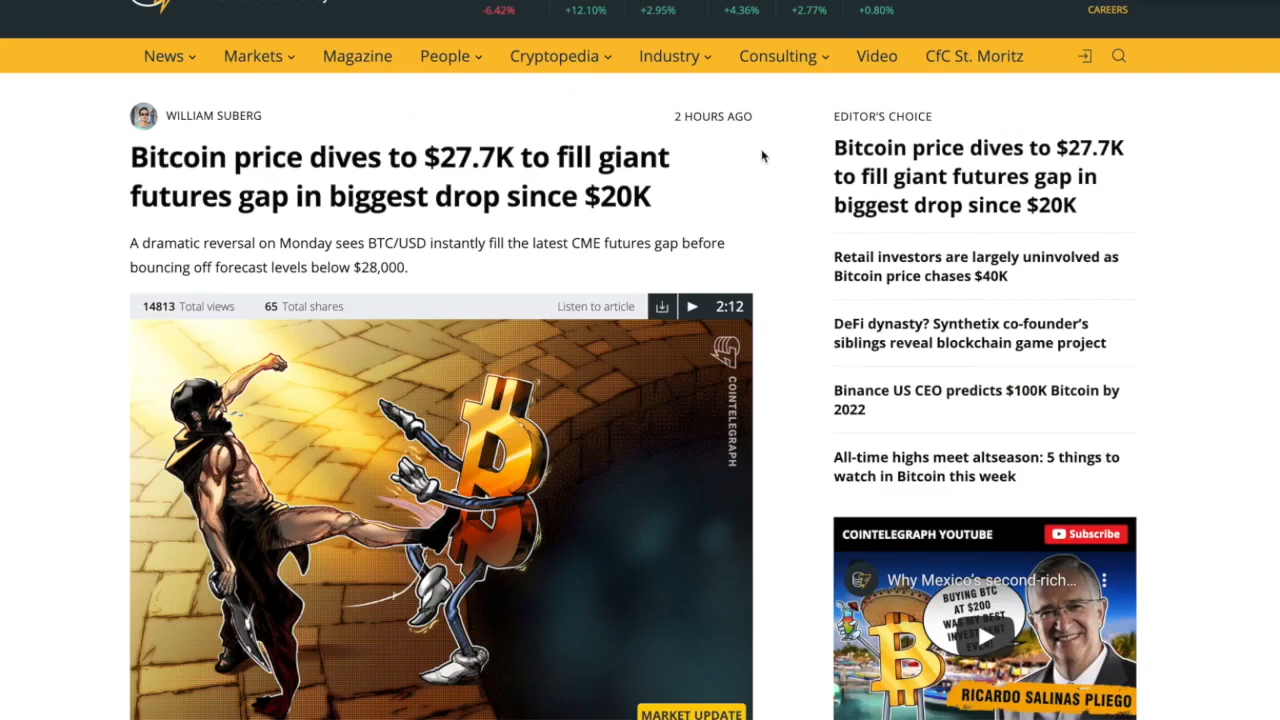 -6.42%
+12.10%
+2.95%
+4.36%
+2.77%
+0.80%
CAREERS
News
Markets
Magazine
People
Cryptopedia
Industry
Consulting
Video
CfC St. Moritz
WILLIAM SUBERG
2 HOURS AGO
Bitcoin price dives to $27.7K to fill giant
futures gap in biggest drop since $20K
A dramatic reversal on Monday sees BTC/USD instantly fill the latest CME futures gap before
bouncing off forecast levels below $28,000.
14813 Total views
65 Total shares
Listen to article
2:12
COINTELEGRAPH
MARKET UPDATE
EDITOR'S CHOICE
Bitcoin price dives to $27.7K
to fill giant futures gap in
biggest drop since $20K
Retail investors are largely uninvolved as
Bitcoin price chases $40K
DeFi dynasty? Synthetix co-founder's
siblings reveal blockchain game project
Binance US CEO predicts $100K Bitcoin by
2022
All-time highs meet altseason: 5 things to
watch in Bitcoin this week
COINTELEGRAPH YOUTUBE
Subscribe
Why Mexico's second-rich...
BUYING BTC
AT $200
WAS MY BEST
INVESTMENT
EVER
RICARDO SALINAS PLIEGO